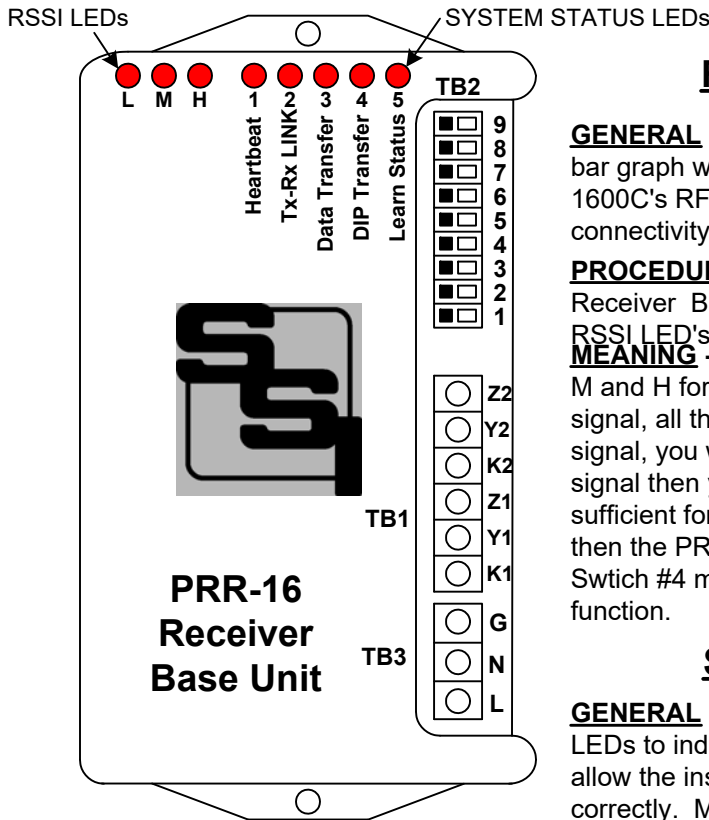 RSSI LEDs
SYSTEM STATUS LEDs
L M H 1 2 3 4 5
Heartbeat
Tx-Rx LINK
Data Transfer
DIP Transfer
Learn Status
TB2
9
8
7
6
5
4
3
2
1
SSI
Z2
Y2
K2
Z1
Y1
K1
TB1
G
N
L
TB3
PRR-16
Receiver
Base Unit
GENERAL
bar graph w
1600C's RF
connectivity
PROCEDU
Receiver B
RSSI LED's
MEANING -
M and H for
signal, all th
signal, you w
signal then y
sufficient for
then the PR
Swtich #4 m
function.
GENERAL
LEDs to ind
allow the ins
correctly. M